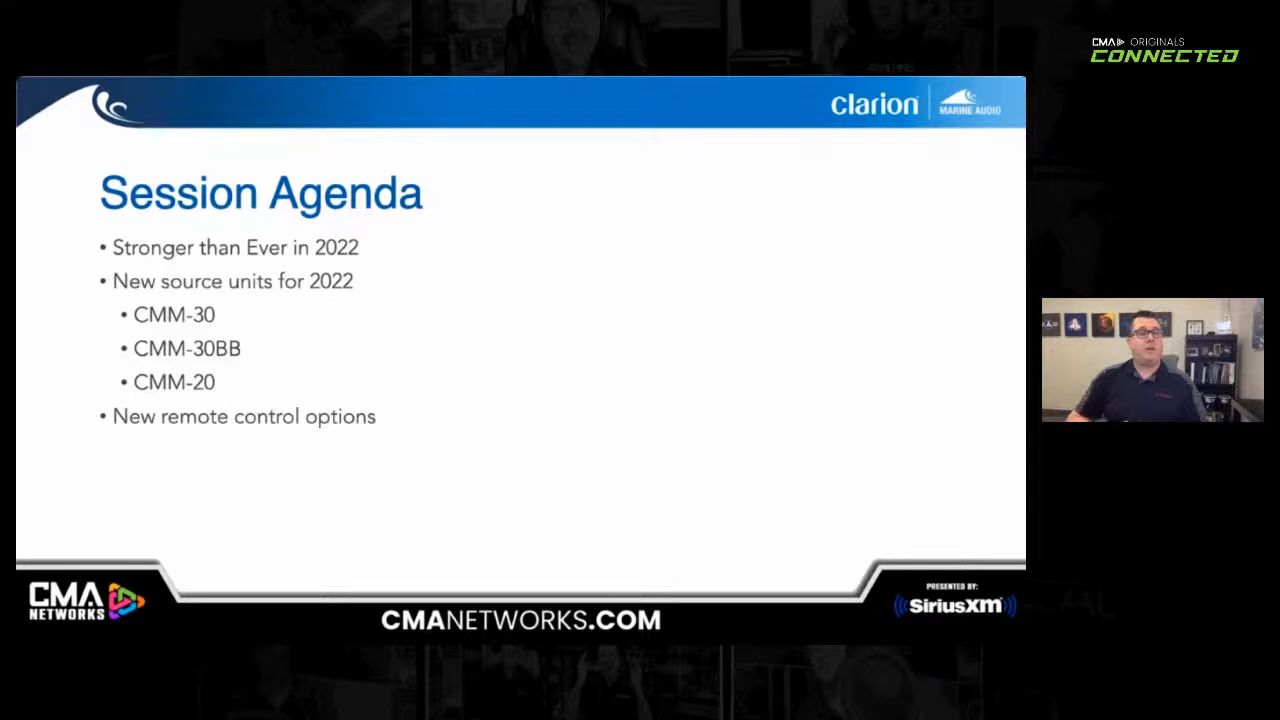 CMA ORIGINALS
CONNECTED
clarion
MARINE AUDIO
Session Agenda
• Stronger than Ever in 2022
• New source units for 2022
• CMM-30
• CMM-30BB
• CMM-20
• New remote control options
CMA
NETWORKS
CMANETWORKS.COM
PRESENTED BY:
SiriusXM